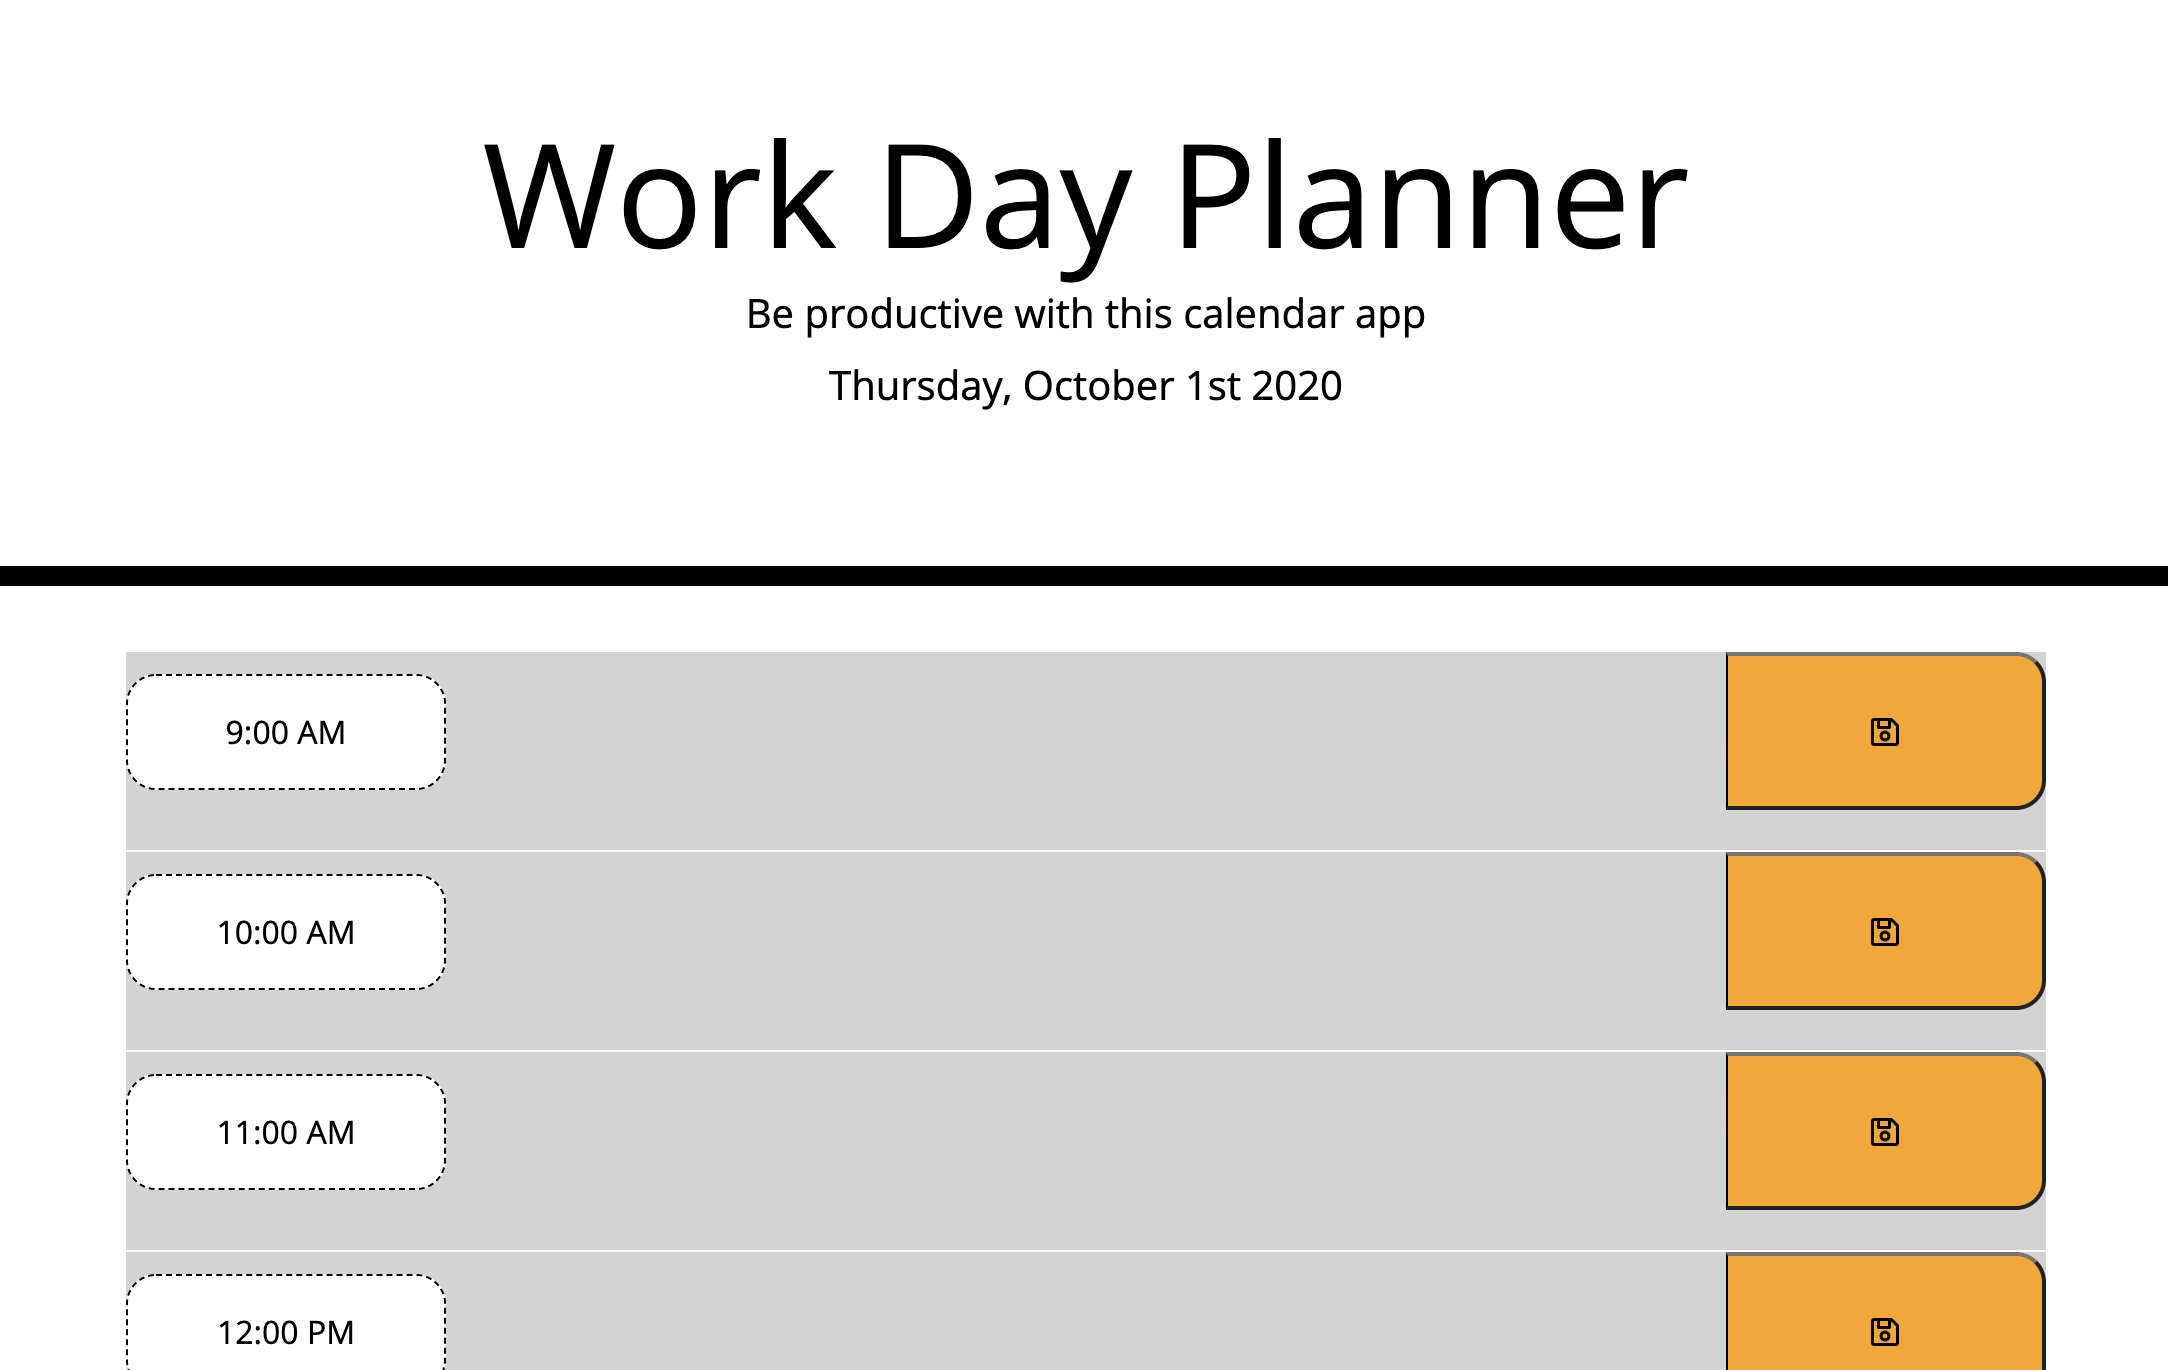 Work Day Planner
Be productive with this calendar app
Thursday, October 1st 2020
9:00 AM
10:00 AM
11:00 AM
12:00 PM